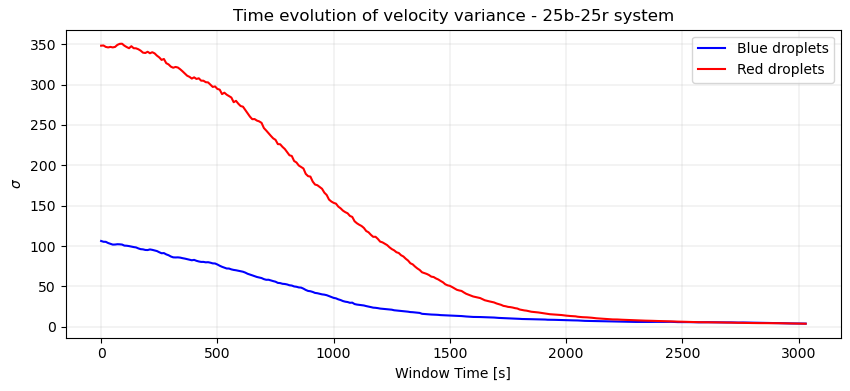 Time evolution of velocity variance - 25b-25r system
Blue droplets
Red droplets
350
300
250
200
150
100
50
0
σ
0 500 1000 1500 2000 2500 3000
Window Time [s]